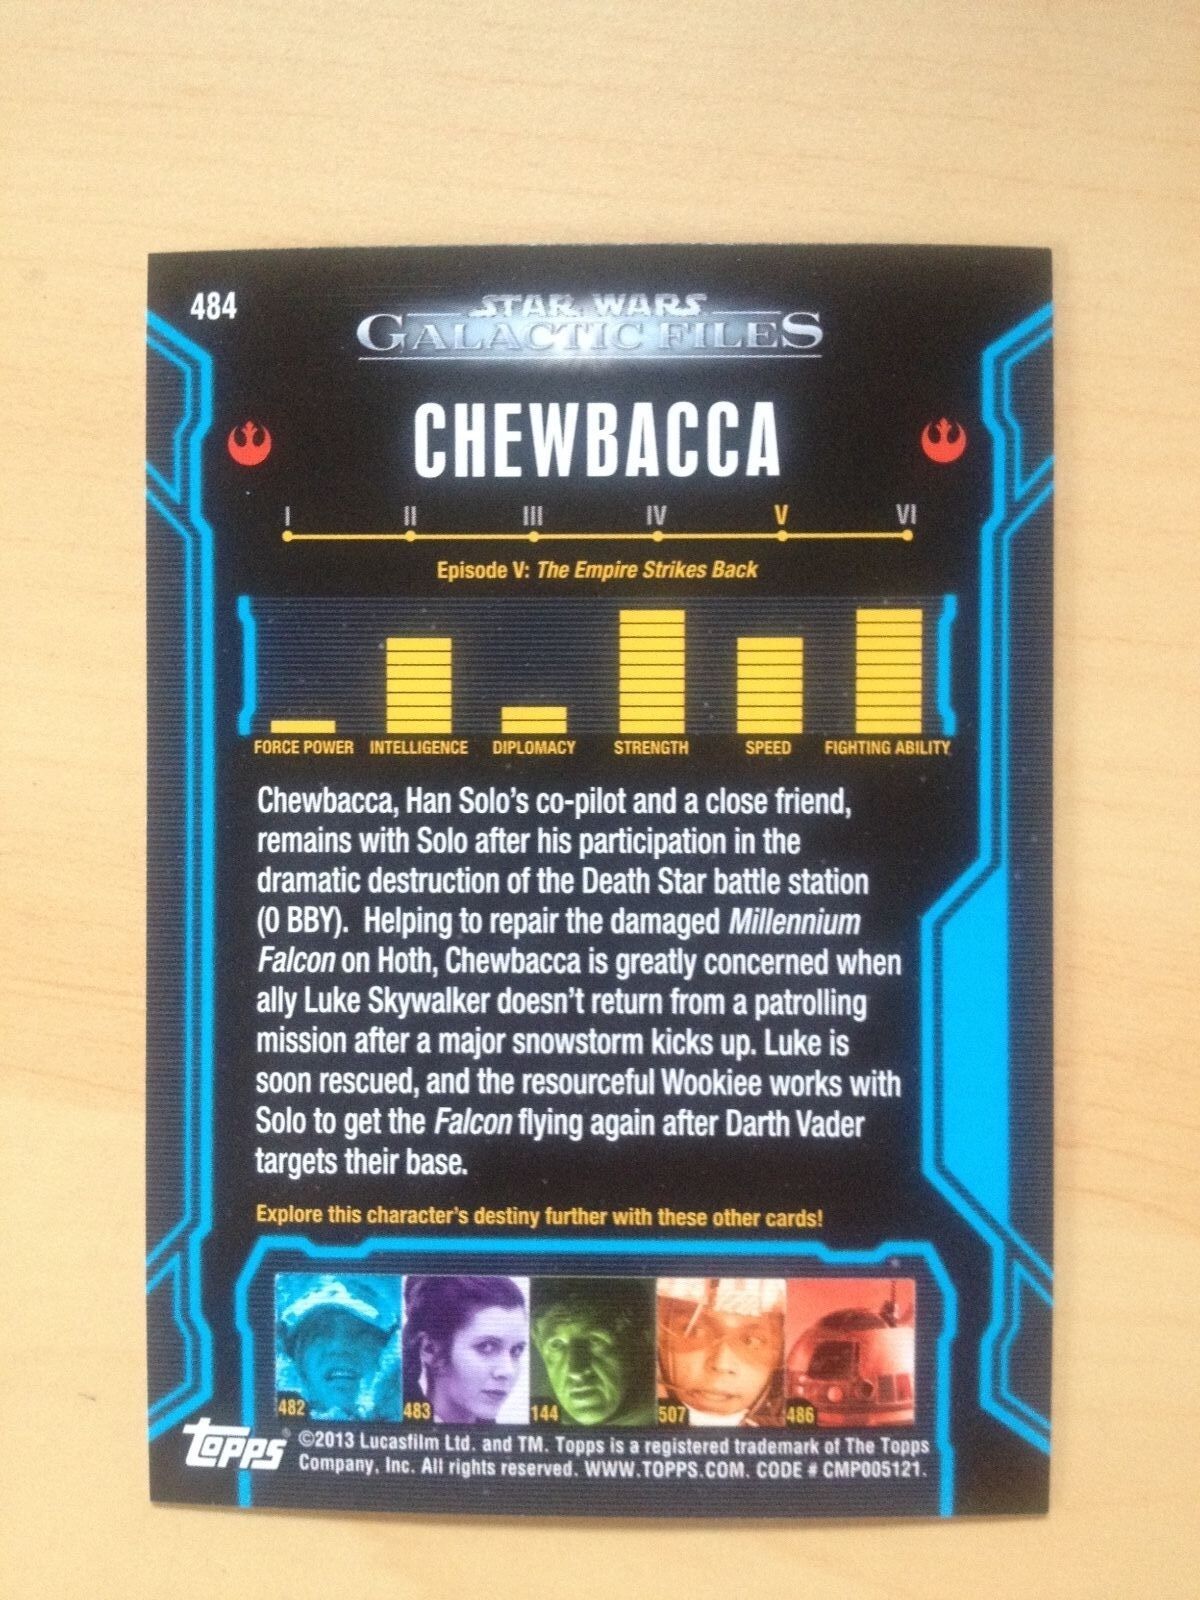 484
STAR WARS
GALACTIC FILES
CHEWBACCA
I II III IV V VI
Episode V: The Empire Strikes Back
FORCE POWER INTELLIGENCE DIPLOMACY STRENGTH SPEED FIGHTING ABILITY
Chewbacca, Han Solo's co-pilot and a close friend,
remains with Solo after his participation in the
dramatic destruction of the Death Star battle station
(0 BBY). Helping to repair the damaged Millennium
Falcon on Hoth, Chewbacca is greatly concerned when
ally Luke Skywalker doesn't return from a patrolling
mission after a major snowstorm kicks up. Luke is
soon rescued, and the resourceful Wookiee works with
Solo to get the Falcon flying again after Darth Vader
targets their base.
Explore this character's destiny further with these other cards!
482 483 144 507 486
topps®
©2013 Lucasfilm Ltd. and TM. Topps is a registered trademark of The Topps
Company, Inc. All rights reserved. WWW.TOPPS.COM. CODE # CMP005121.